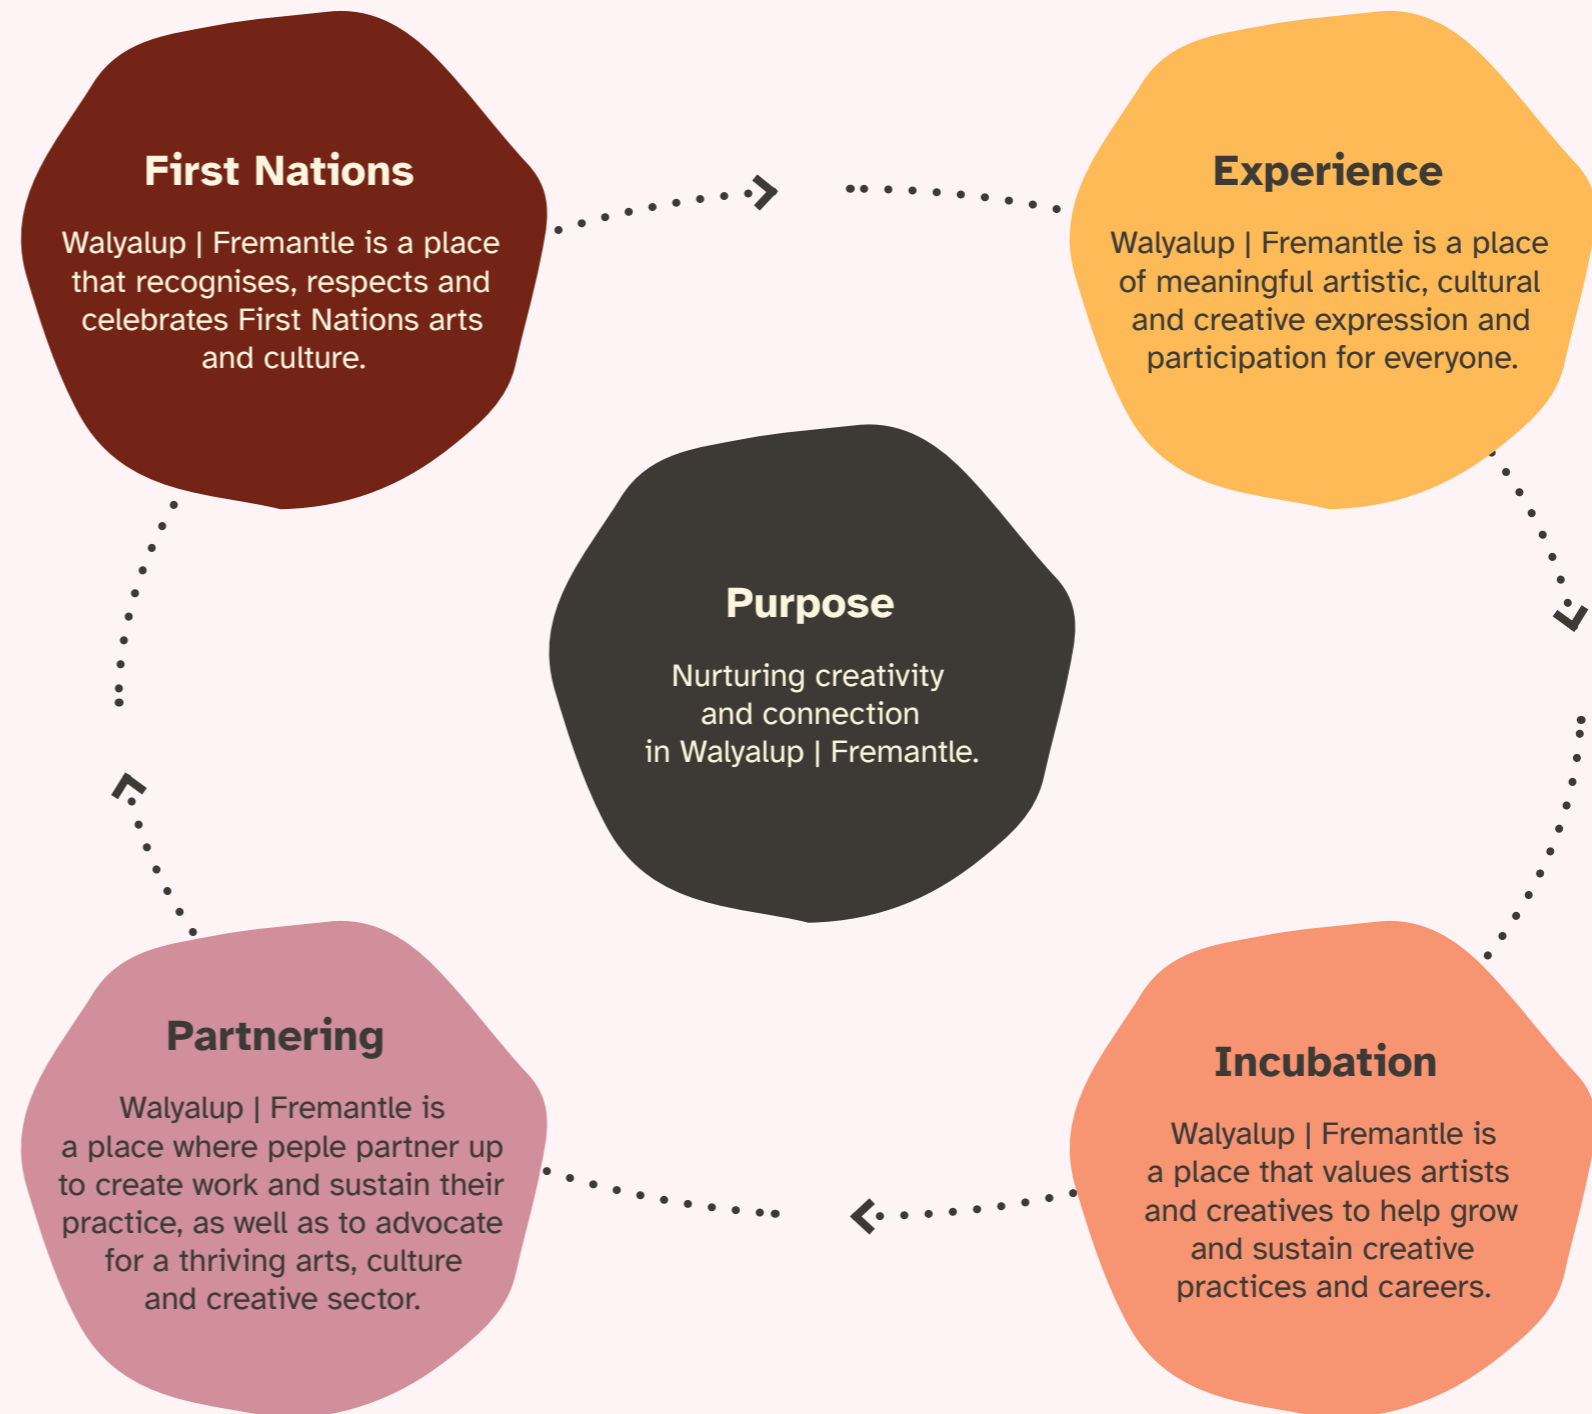 First Nations
Walyalup | Fremantle is a place
that recognises, respects and
celebrates First Nations arts
and culture.
Experience
Walyalup | Fremantle is a place
of meaningful artistic, cultural
and creative expression and
participation for everyone.
Purpose
Nurturing creativity
and connection
in Walyalup | Fremantle.
Partnering
Walyalup | Fremantle is
a place where peple partner up
to create work and sustain their
practice, as well as to advocate
for a thriving arts, culture
and creative sector.
Incubation
Walyalup | Fremantle is
a place that values artists
and creatives to help grow
and sustain creative
practices and careers.